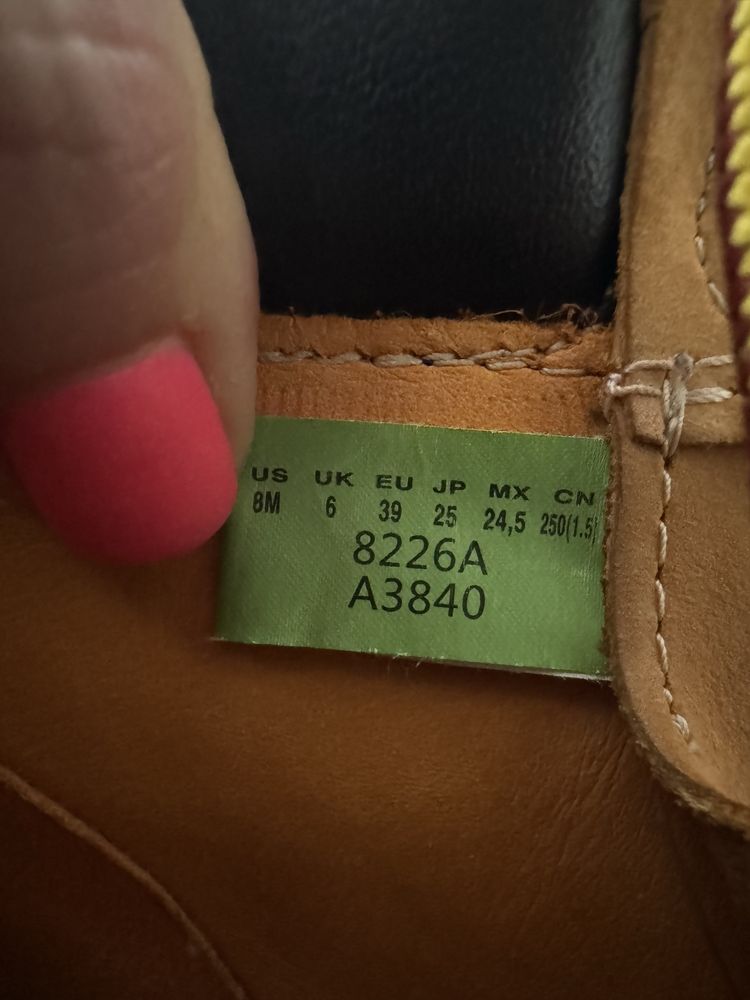 US UK EU JP MX CN
8M 6 39 25 24,5 250(1.5)
8226A
A3840